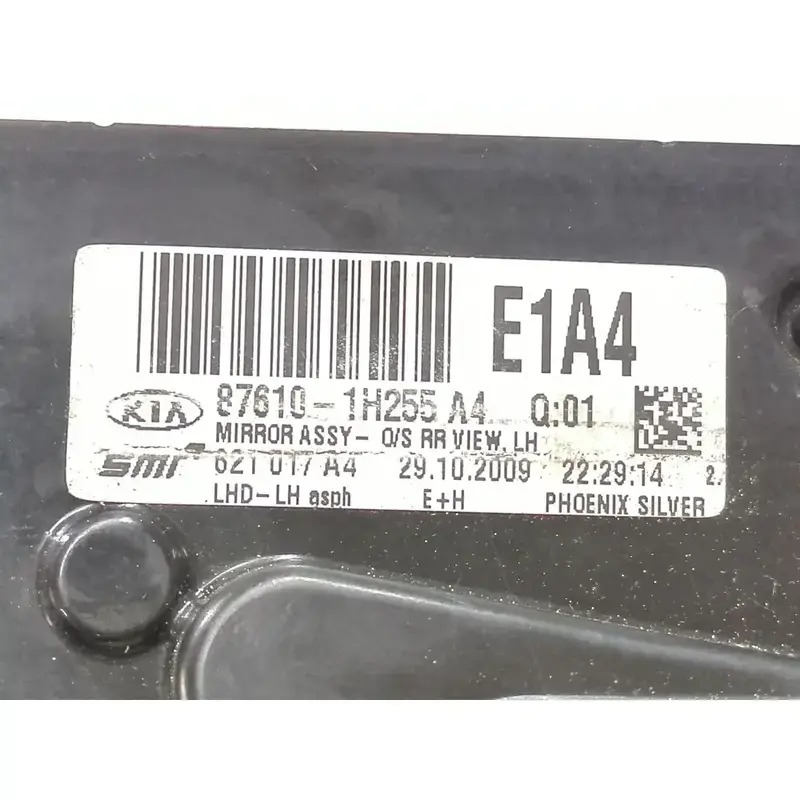 E1A4
KIA 87610-1H255 A4 Q:01
MIRROR ASSY- O/S RR VIEW, LH
SMR 621 017 A4 29.10.2009 22:29:14 2.
LHD-LH asph E+H PHOENIX SILVER